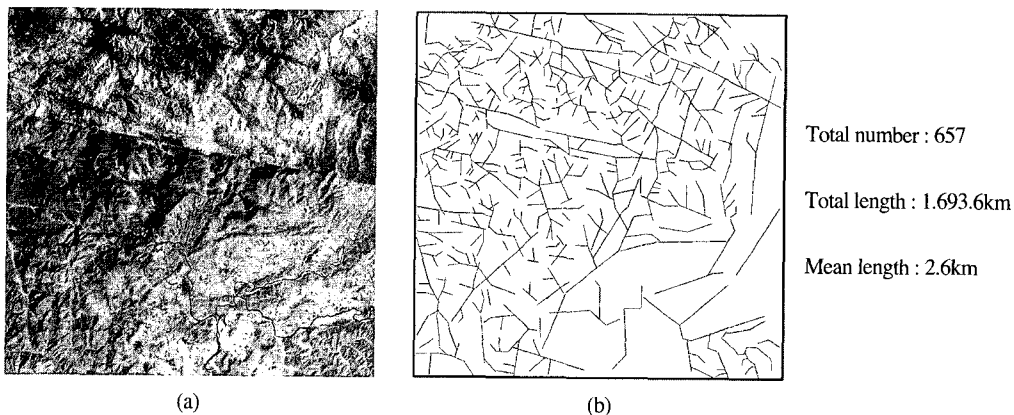 Total number : 657
Total length : 1.693.6km
Mean length : 2.6km
(a)
(b)